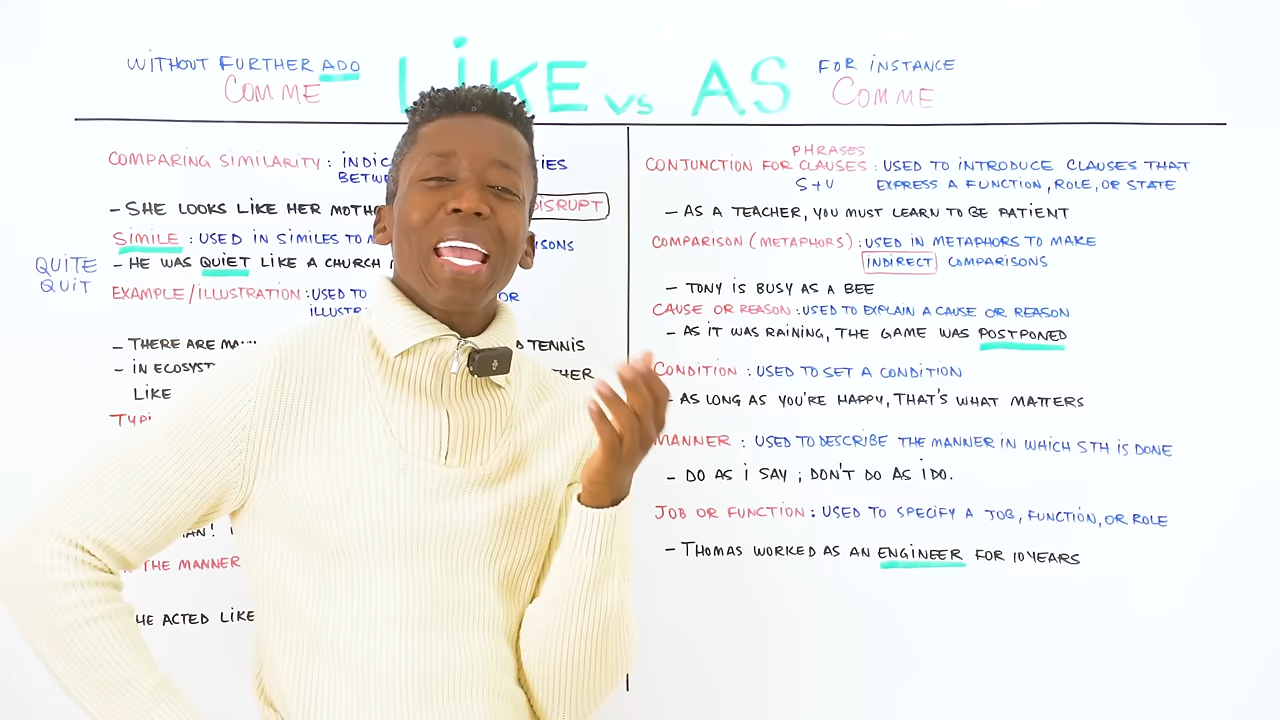 WITHOUT FURTHER ADO
COMME
LIKE VS AS
FOR INSTANCE
COMME
COMPARING SIMILARITY : INDIC IES
BETW
- SHE LOOKS LIKE HER MOTH DISRUPT
SIMILE : USED IN SIMILES TO M ISONS
- HE WAS QUIET LIKE A CHURCH
QUITE
QUIT
EXAMPLE/ILLUSTRATION : USED TO OR
ILLUSTR
- THERE ARE MA TENNIS
- IN ECOSYST THER
LIKE
TYPI
AN! I
THE MANNER
HE ACTED LIKE
PHRASES
CONJUNCTION FOR CLAUSES : USED TO INTRODUCE CLAUSES THAT
S+V EXPRESS A FUNCTION, ROLE, OR STATE
- AS A TEACHER, YOU MUST LEARN TO BE PATIENT
COMPARISON (METAPHORS) : USED IN METAPHORS TO MAKE
INDIRECT COMPARISONS
- TONY IS BUSY AS A BEE
CAUSE OR REASON : USED TO EXPLAIN A CAUSE OR REASON
- AS IT WAS RAINING, THE GAME WAS POSTPONED
CONDITION : USED TO SET A CONDITION
- AS LONG AS YOU'RE HAPPY, THAT'S WHAT MATTERS
MANNER : USED TO DESCRIBE THE MANNER IN WHICH STH IS DONE
- DO AS I SAY ; DON'T DO AS I DO.
JOB OR FUNCTION : USED TO SPECIFY A JOB, FUNCTION, OR ROLE
- THOMAS WORKED AS AN ENGINEER FOR 10 YEARS